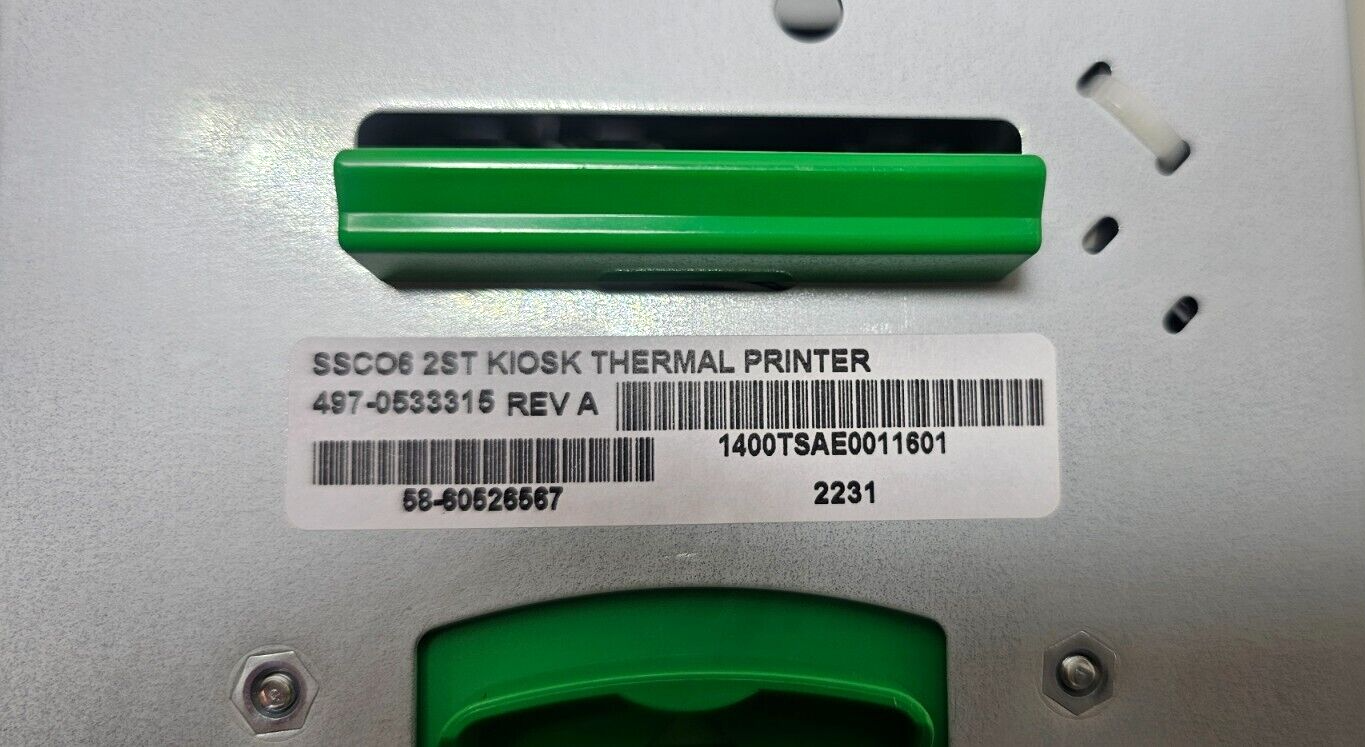 SSCO6 2ST KIOSK THERMAL PRINTER
497-0533315 REV A
1400TSAE0011601
58-60526567
2231